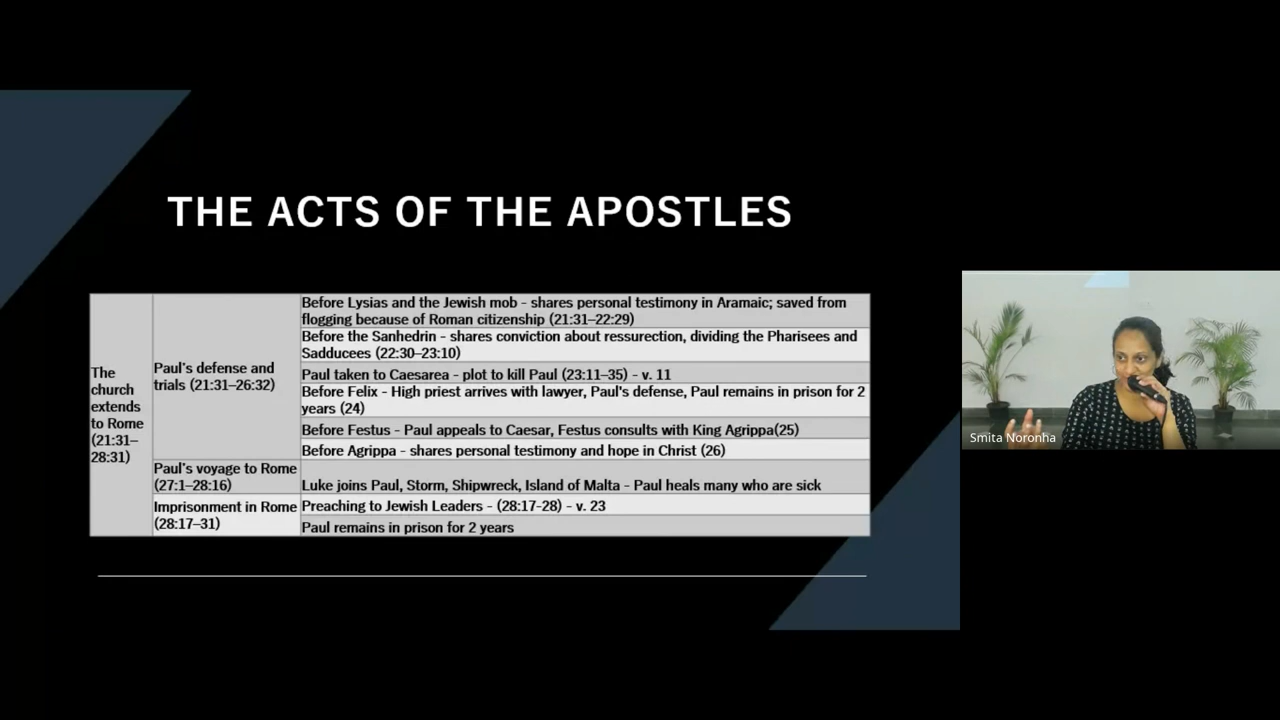 THE ACTS OF THE APOSTLES
The
church
extends
to Rome
(21:31–
28:31)
Paul's defense and
trials (21:31–26:32)
Before Lysias and the Jewish mob - shares personal testimony in Aramaic; saved from
flogging because of Roman citizenship (21:31–22:29)
Before the Sanhedrin - shares conviction about ressurection, dividing the Pharisees and
Sadducees (22:30–23:10)
Paul taken to Caesarea - plot to kill Paul (23:11–35) - v. 11
Before Felix - High priest arrives with lawyer, Paul's defense, Paul remains in prison for 2
years (24)
Before Festus - Paul appeals to Caesar, Festus consults with King Agrippa(25)
Before Agrippa - shares personal testimony and hope in Christ (26)
Paul's voyage to Rome
(27:1–28:16)
Luke joins Paul, Storm, Shipwreck, Island of Malta - Paul heals many who are sick
Imprisonment in Rome
(28:17–31)
Preaching to Jewish Leaders - (28:17-28) - v. 23
Paul remains in prison for 2 years
Smita Noronha